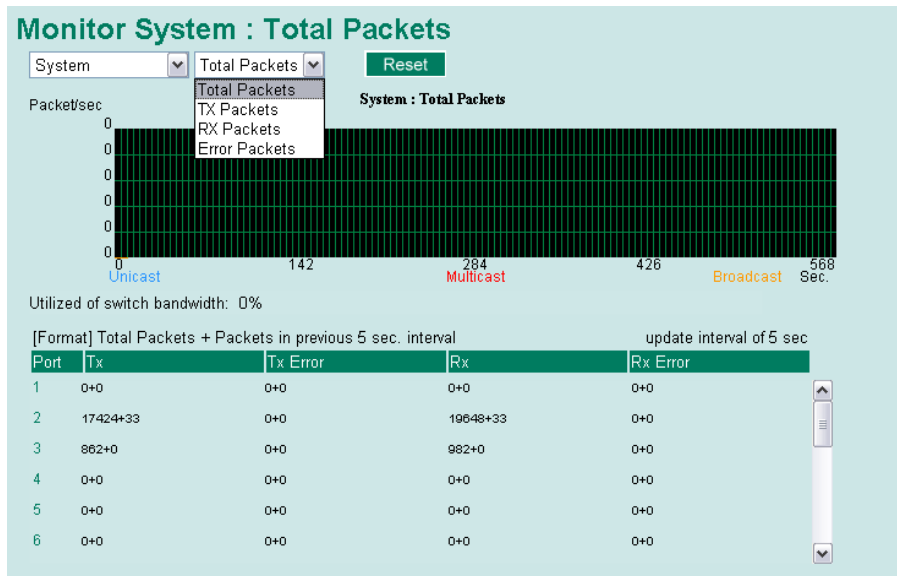 Monitor System : Total Packets
System Total Packets Reset
Total Packets
TX Packets
RX Packets
Error Packets
Packet/sec
System : Total Packets
0
0
0
0
0
0
0 142 284 426 568
Unicast Multicast Broadcast Sec.
Utilized of switch bandwidth: 0%
[Format] Total Packets + Packets in previous 5 sec. interval update interval of 5 sec
Port Tx Tx Error Rx Rx Error
1 0+0 0+0 0+0 0+0
2 17424+33 0+0 19648+33 0+0
3 862+0 0+0 982+0 0+0
4 0+0 0+0 0+0 0+0
5 0+0 0+0 0+0 0+0
6 0+0 0+0 0+0 0+0